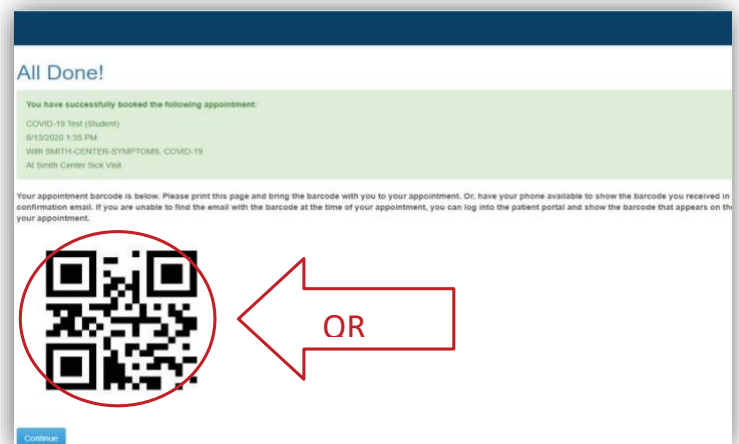 All Done!
You have successfully booked the following appointment:
COVID-19 Test (Student)
8/13/2020 1:35 PM
With SMITH-CENTER-SYMPTOMS, COVID-19
At Smith Center Sick Visit
Your appointment barcode is below. Please print this page and bring the barcode with you to your appointment. Or, have your phone available to show the barcode you received in
confirmation email. If you are unable to find the email with the barcode at the time of your appointment, you can log into the patient portal and show the barcode that appears on the
your appointment.
OR
Continue